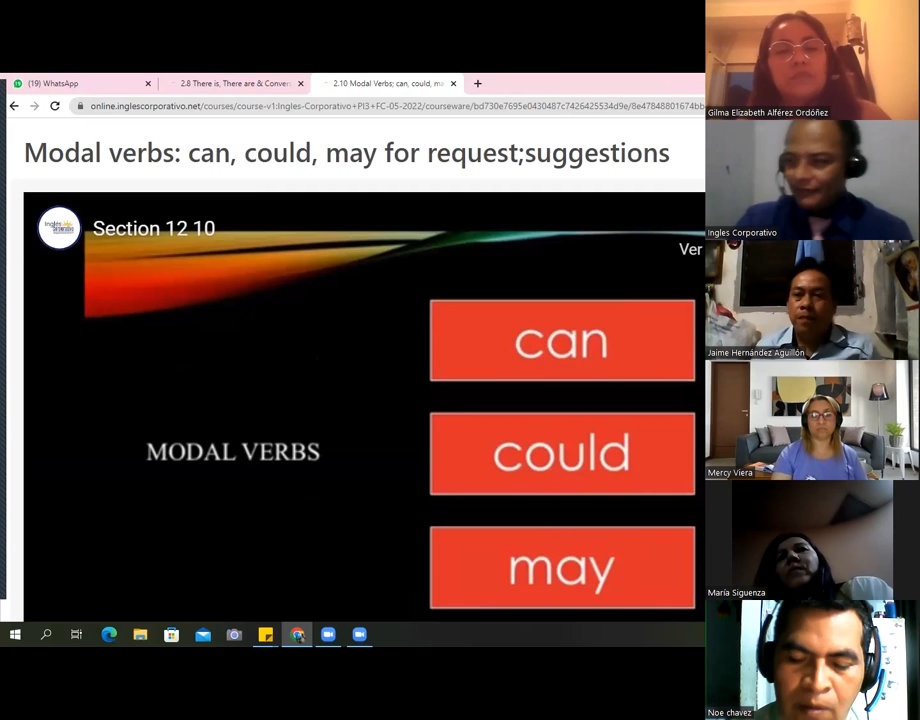 (19) WhatsApp
2.8 There is, There are & Convers
2.10 Modal Verbs; can, could, ma
online.inglescorporativo.net/courses/course-v1:Ingles-Corporativo+PI3+FC-05-2022/courseware/bd730e7695e0430487c7426425534d9e/8e47848801674bb
Modal verbs: can, could, may for request;suggestions
Section 12 10
Ver
MODAL VERBS
can
could
may
Gilma Elizabeth Alférez Ordóñez
Ingles Corporativo
Jaime Hernández Aguillón
Mercy Viera
María Siguenza
Noe chavez